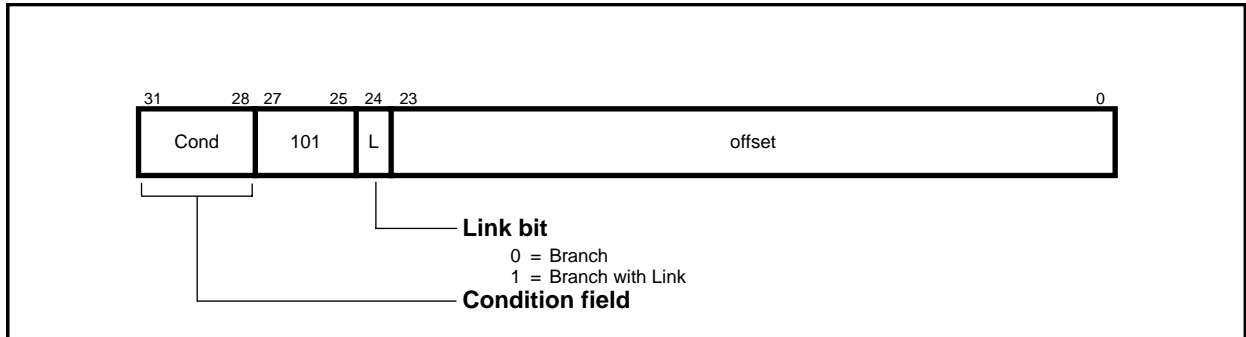 31 28 27 25 24 23 0
Cond 101 L offset
Link bit
0 = Branch
1 = Branch with Link
Condition field